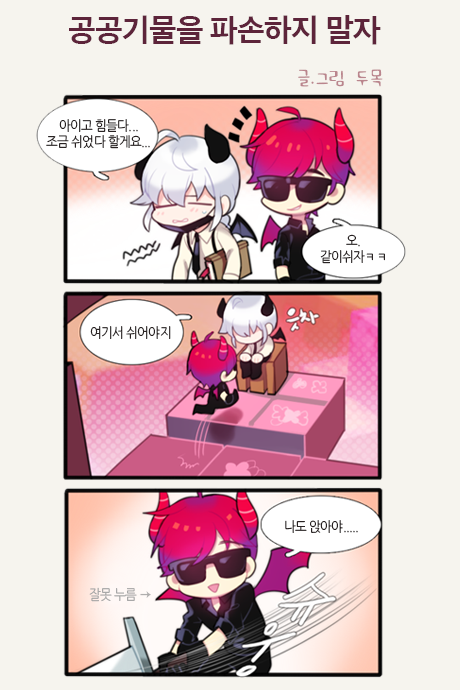 공공기물을 파손하지 말자
글.그림 두목
아이고 힘들다...
조금 쉬었다 할게요...
오.
같이쉬자ㅋㅋ
여기서 쉬어야지
읏차
나도 앉아야.....
잘못 누름 →
슈웅